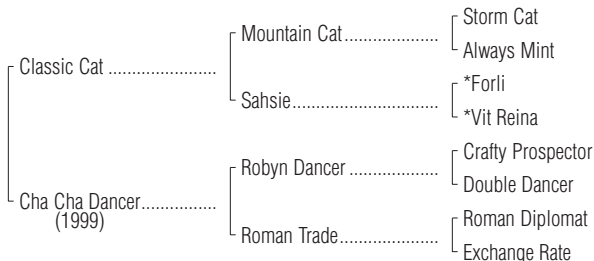 Storm Cat
Mountain Cat....................
Always Mint
Classic Cat .......................
*Forli
Sahsie...............................
*Vit Reina
Crafty Prospector
Robyn Dancer ...................
Double Dancer
Cha Cha Dancer................
(1999)
Roman Diplomat
Roman Trade.....................
Exchange Rate